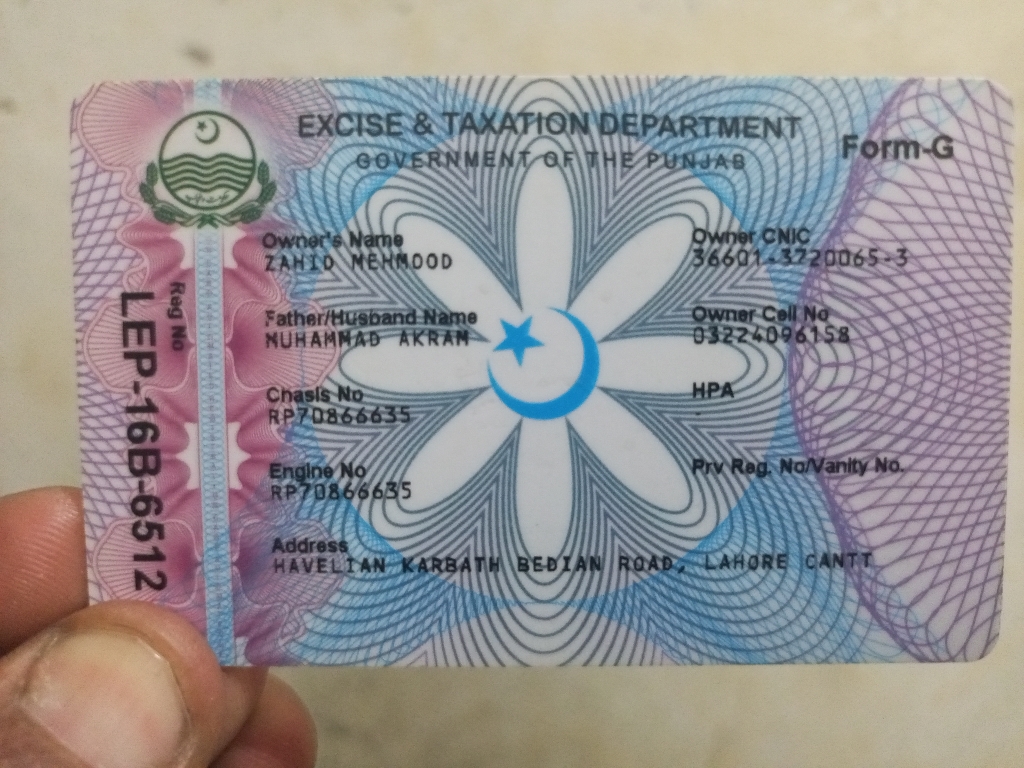 EXCISE & TAXATION DEPARTMENT
GOVERNMENT OF THE PUNJAB
Form-G
Reg No
LEP-16B-6512
Owner's Name
ZAHID MEHMOOD
Owner CNIC
36601-3720065-3
Father/Husband Name
MUHAMMAD AKRAM
Owner Cell No
03224096158
Chasis No
RP70866635
HPA
Engine No
RP70866635
Prv Reg. No/Vanity No.
Address
HAVELIAN KARBATH BEDIAN ROAD, LAHORE CANTT